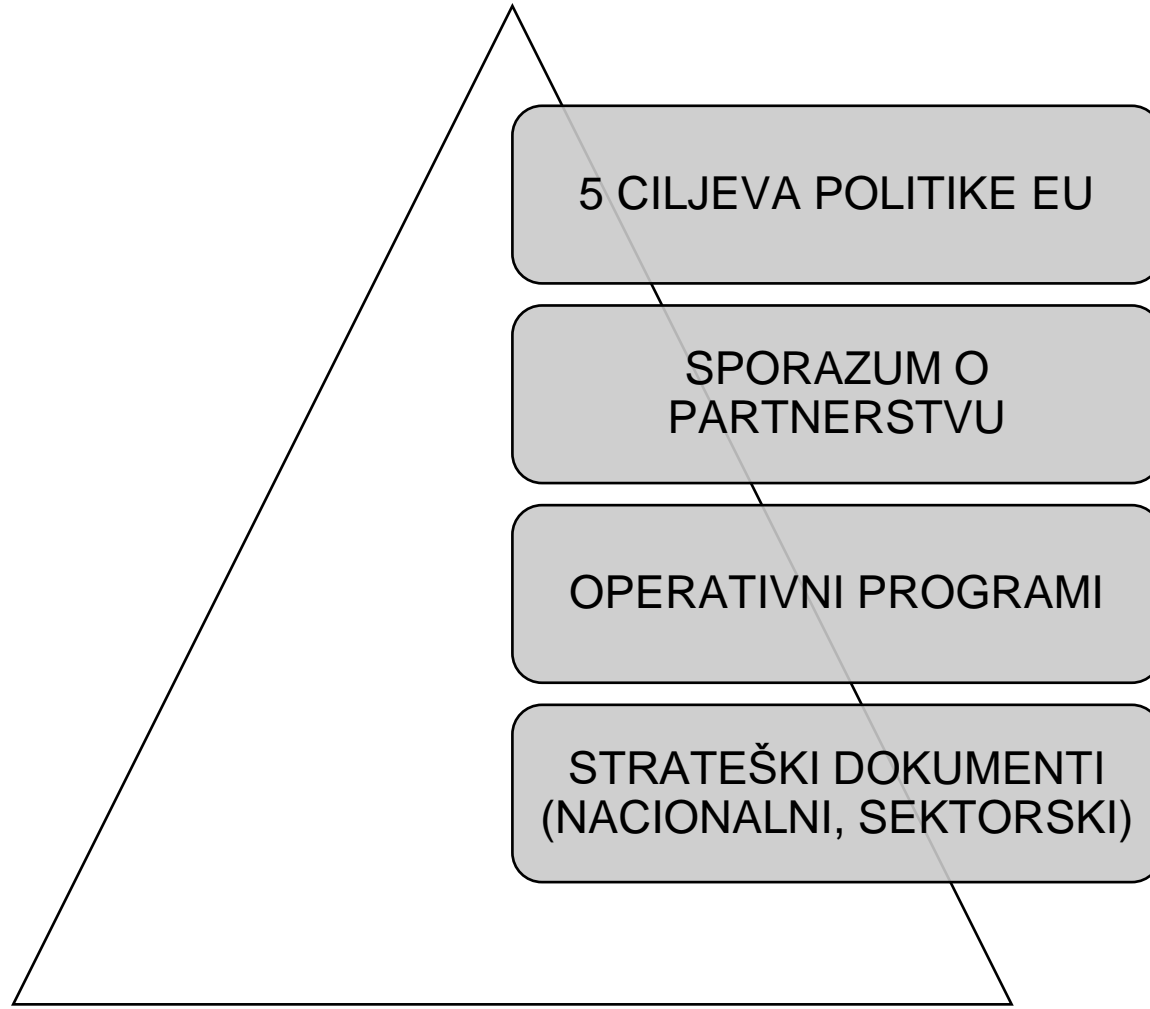 5 CILJEVA POLITIKE EU
SPORAZUM O
PARTNERSTVU
OPERATIVNI PROGRAMI
STRATEŠKI DOKUMENTI
(NACIONALNI, SEKTORSKI)